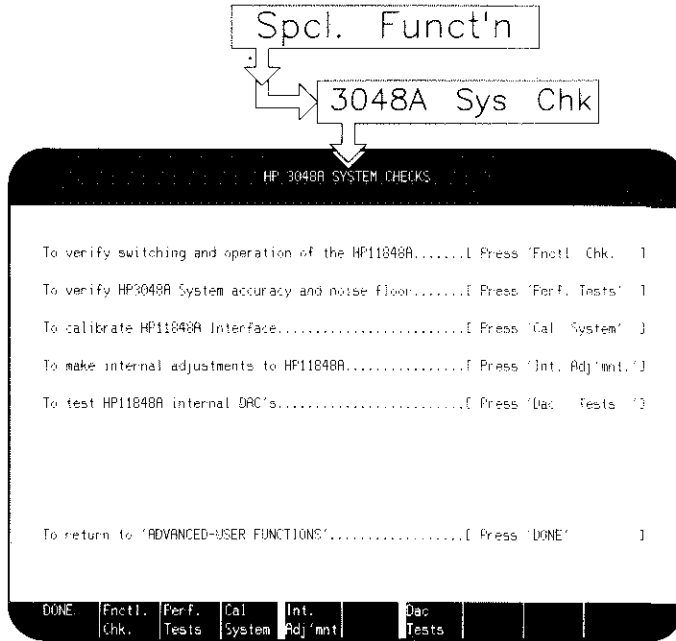 Spcl. Funct'n
3048A Sys Chk
HP 3048A SYSTEM CHECKS
To verify switching and operation of the HP11848A.......[ Press 'Fnctl Chk. ]
To verify HP3048A System accuracy and noise floor.......[ Press 'Perf. Tests' ]
To calibrate HP11848A Interface.........................[ Press 'Cal System' ]
To make internal adjustments to HP11848A................[ Press 'Int. Adj'mnt.']
To test HP11848A internal DAC's.........................[ Press 'Dac Tests ']
To return to 'ADVANCED-USER FUNCTIONS'..................[ Press 'DONE' ]
DONE Fnctl. Perf. Cal Int. Dac
Chk. Tests System Adj'mnt Tests